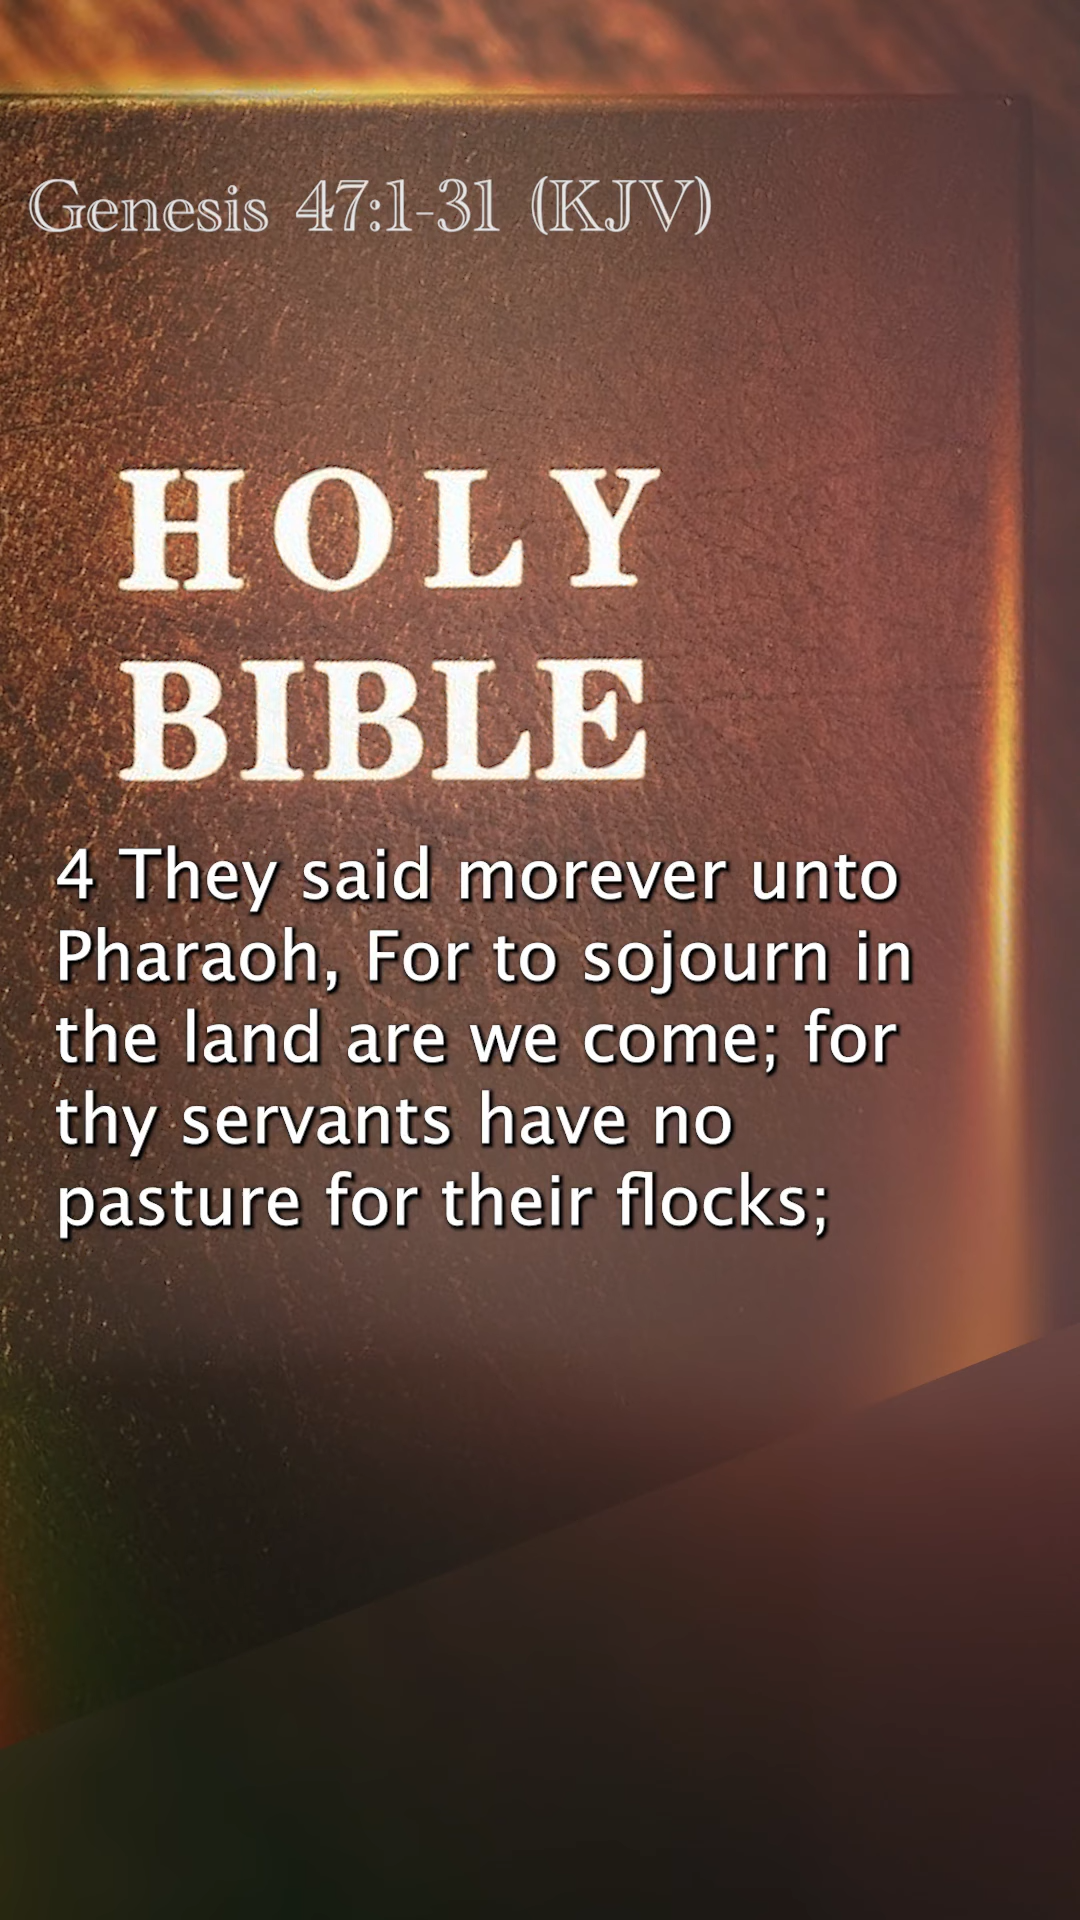 Genesis 47:1-31 (KJV)
HOLY
BIBLE
4 They said morever unto
Pharaoh, For to sojourn in
the land are we come; for
thy servants have no
pasture for their flocks;